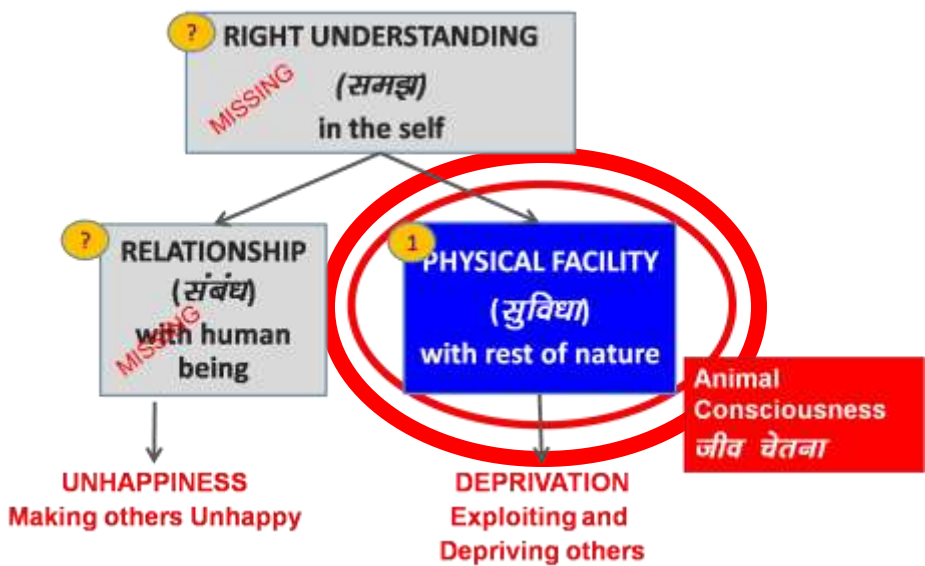 ?
RIGHT UNDERSTANDING
MISSING
(समझ)
in the self
?
RELATIONSHIP
(संबंध)
MISSING
with human
being
1
PHYSICAL FACILITY
(सुविधा)
with rest of nature
Animal
Consciousness
जीव चेतना
UNHAPPINESS
Making others Unhappy
DEPRIVATION
Exploiting and
Depriving others